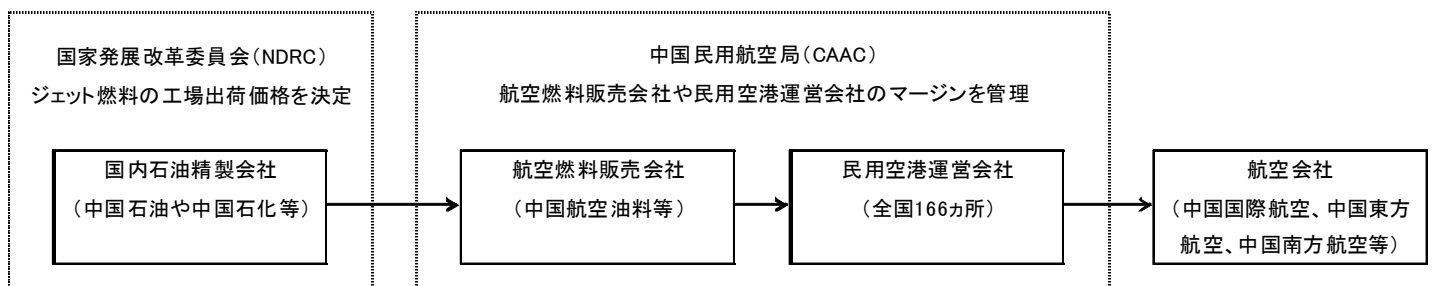 国家発展改革委員会(NDRC)
ジェット燃料の工場出荷価格を決定
中国民用航空局(CAAC)
航空燃料販売会社や民用空港運営会社のマージンを管理
国内石油精製会社
(中国石油や中国石化等)
航空燃料販売会社
(中国航空油料等)
民用空港運営会社
(全国166ヵ所)
航空会社
(中国国際航空、中国東方
航空、中国南方航空等)